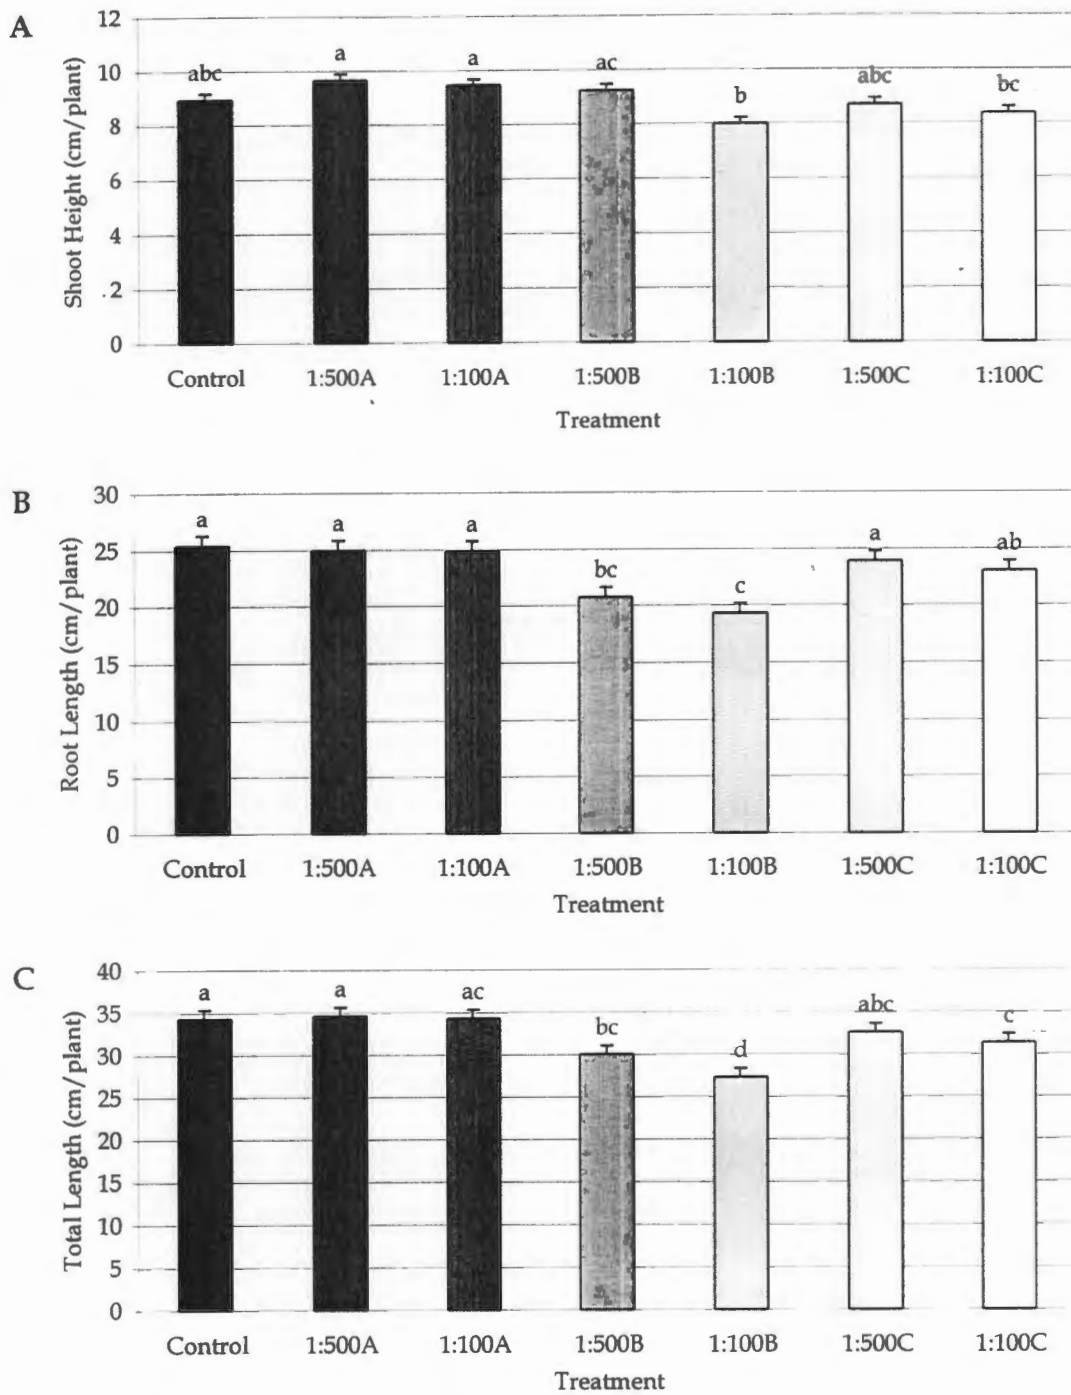 A
Shoot Height (cm/plant)
12
10
8
6
4
2
0
abc
a
a
ac
b
abc
bc
Control 1:500A 1:100A 1:500B 1:100B 1:500C 1:100C
Treatment
B
Root Length (cm/plant)
30
25
20
15
10
5
0
a
a
a
bc
c
a
ab
Control 1:500A 1:100A 1:500B 1:100B 1:500C 1:100C
Treatment
C
Total Length (cm/plant)
40
35
30
25
20
15
10
5
0
a
a
ac
bc
d
abc
c
Control 1:500A 1:100A 1:500B 1:100B 1:500C 1:100C
Treatment